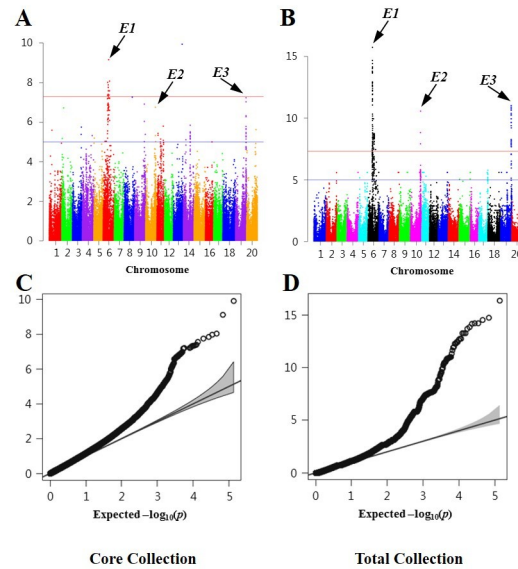 A
B
E1
E2
E3
E1
E2
E3
10
8
6
4
2
0
15
10
5
0
1 2 3 4 5 6 7 8 9 10 12 14 16 18 20
1 2 3 4 5 6 7 8 9 10 12 14 16 18 20
Chromosome
Chromosome
C
D
10
8
6
4
2
0
15
10
5
0
0 1 2 3 4 5
0 1 2 3 4 5
Expected −log10(p)
Expected −log10(p)
Core Collection
Total Collection